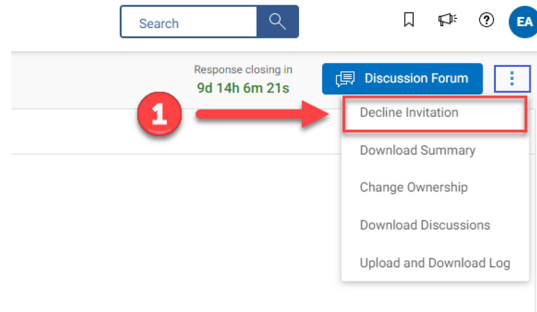 Search
EA
Response closing in
9d 14h 6m 21s
Discussion Forum
1
Decline Invitation
Download Summary
Change Ownership
Download Discussions
Upload and Download Log